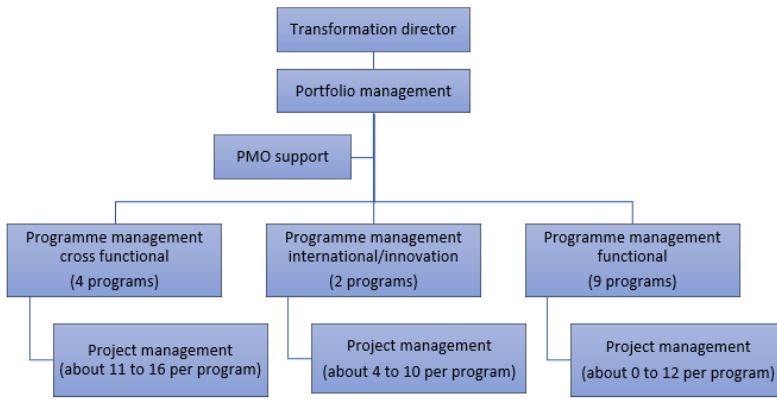 Transformation director
Portfolio management
PMO support
Programme management
cross functional
(4 programs)
Programme management
international/innovation
(2 programs)
Programme management
functional
(9 programs)
Project management
(about 11 to 16 per program)
Project management
(about 4 to 10 per program)
Project management
(about 0 to 12 per program)